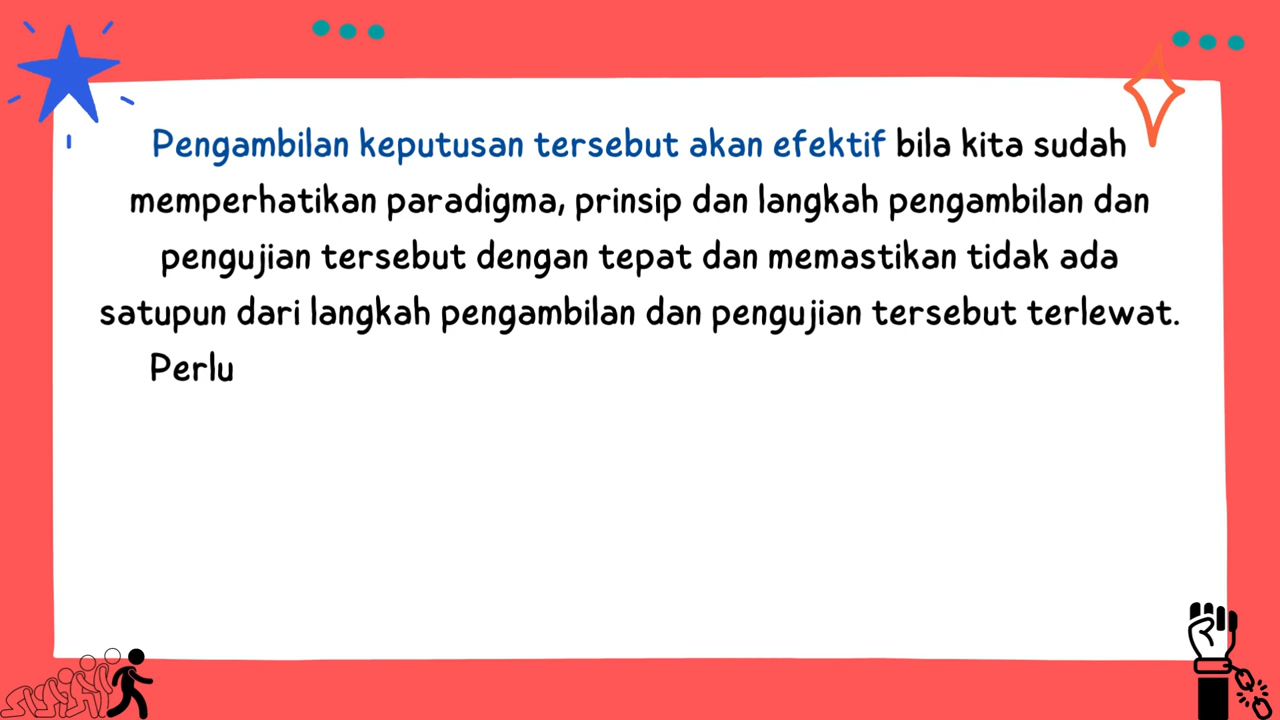 Pengambilan keputusan tersebut akan efektif bila kita sudah
memperhatikan paradigma, prinsip dan langkah pengambilan dan
pengujian tersebut dengan tepat dan memastikan tidak ada
satupun dari langkah pengambilan dan pengujian tersebut terlewat.
Perlu